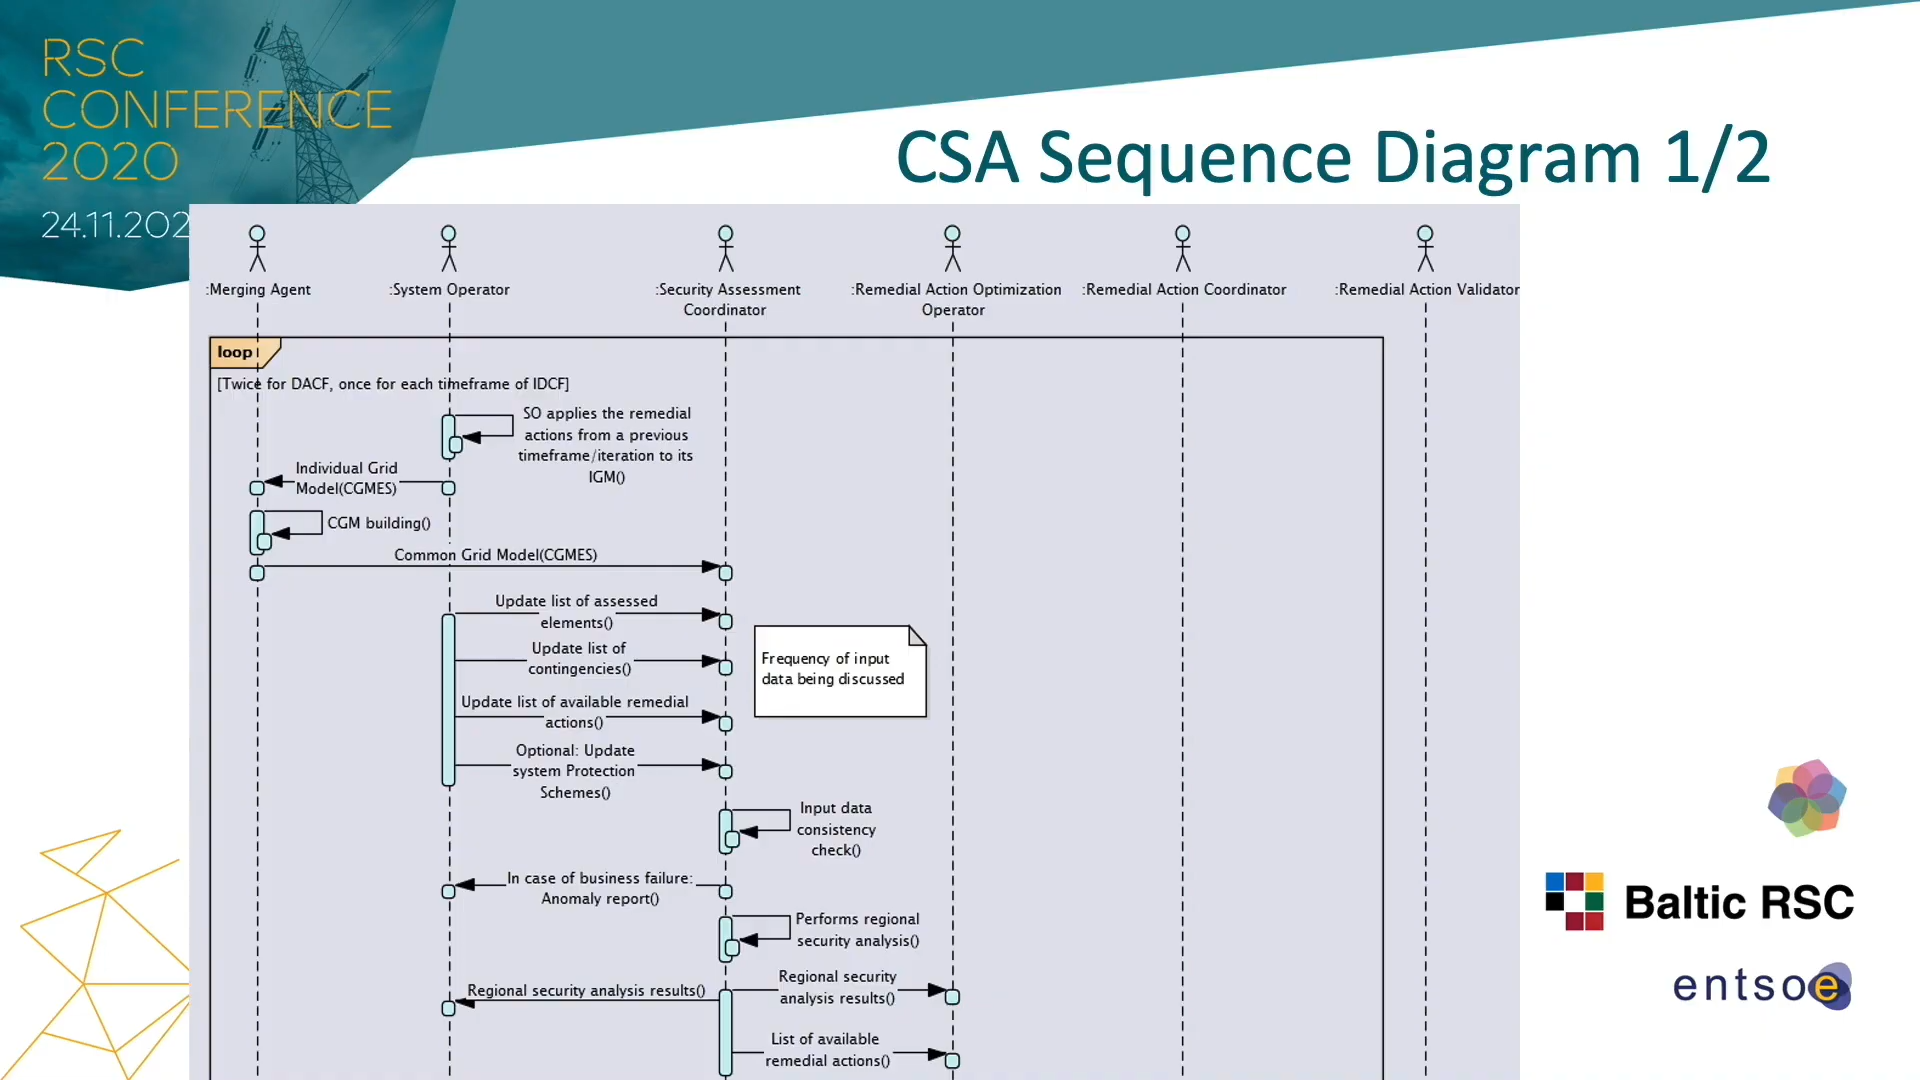 RSC
CONFERENCE
2020
24.11.202
CSA Sequence Diagram 1/2
:Merging Agent
:System Operator
:Security Assessment
Coordinator
:Remedial Action Optimization
Operator
:Remedial Action Coordinator
:Remedial Action Validator
loop
[Twice for DACF, once for each timeframe of IDCF]
SO applies the remedial
actions from a previous
timeframe/iteration to its
IGM()
Individual Grid
Model(CGMES)
CGM building()
Common Grid Model(CGMES)
Update list of assessed
elements()
Update list of
contingencies()
Frequency of input
data being discussed
Update list of available remedial
actions()
Optional: Update
system Protection
Schemes()
Input data
consistency
check()
In case of business failure:
Anomaly report()
Performs regional
security analysis()
Regional security
analysis results()
Regional security analysis results()
List of available
remedial actions()
Baltic RSC
entsoe